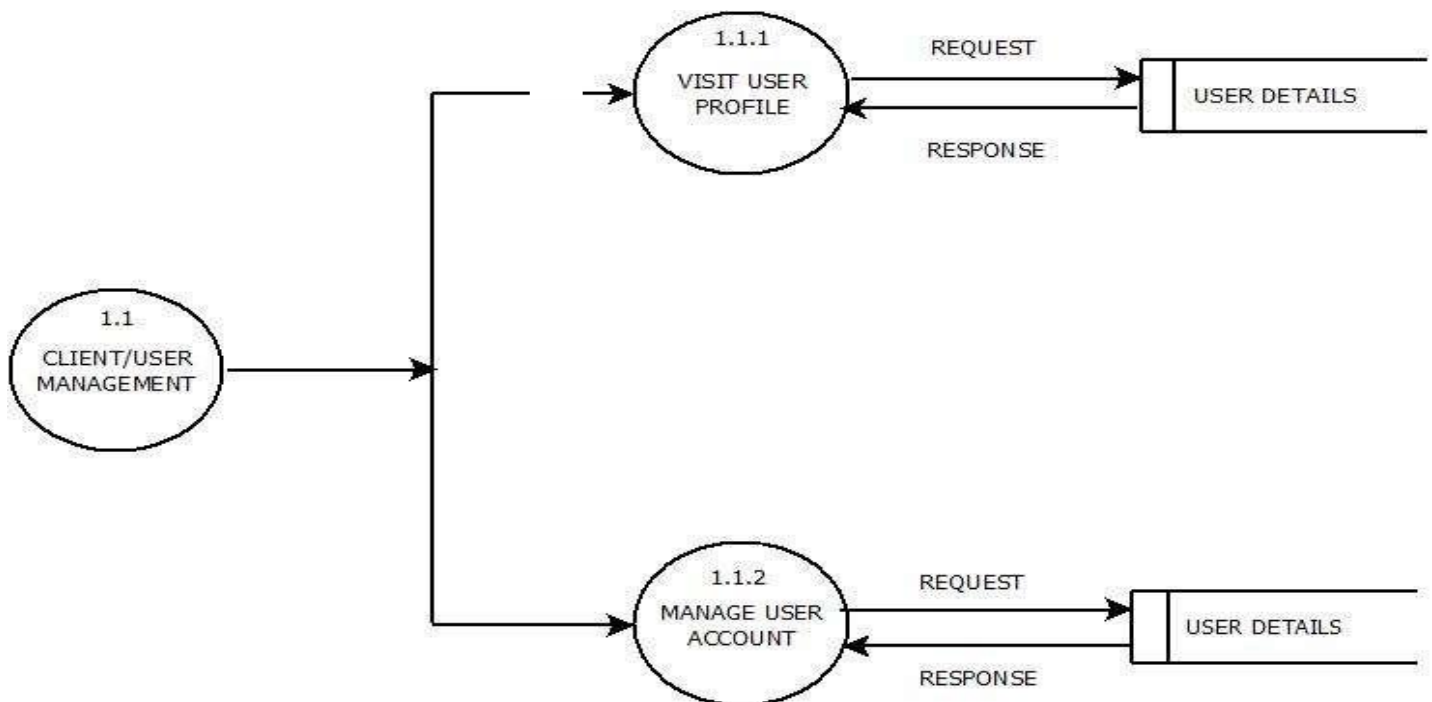 1.1.1
VISIT USER
PROFILE
REQUEST
RESPONSE
USER DETAILS
1.1
CLIENT/USER
MANAGEMENT
1.1.2
MANAGE USER
ACCOUNT
REQUEST
RESPONSE
USER DETAILS